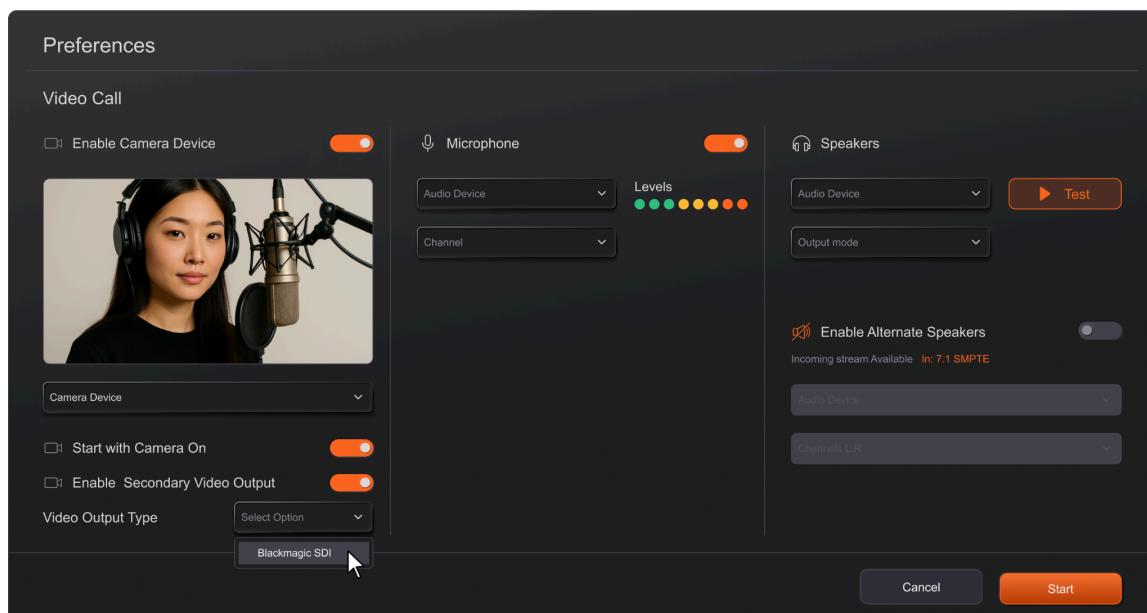 Preferences
Video Call
Enable Camera Device
Camera Device
Start with Camera On
Enable Secondary Video Output
Video Output Type
Select Option
Blackmagic SDI
Microphone
Audio Device
Levels
Channel
Speakers
Audio Device
Test
Output mode
Enable Alternate Speakers
Incoming stream Available In: 7.1 SMPTE
Audio Device
Channels L.R
Cancel
Start